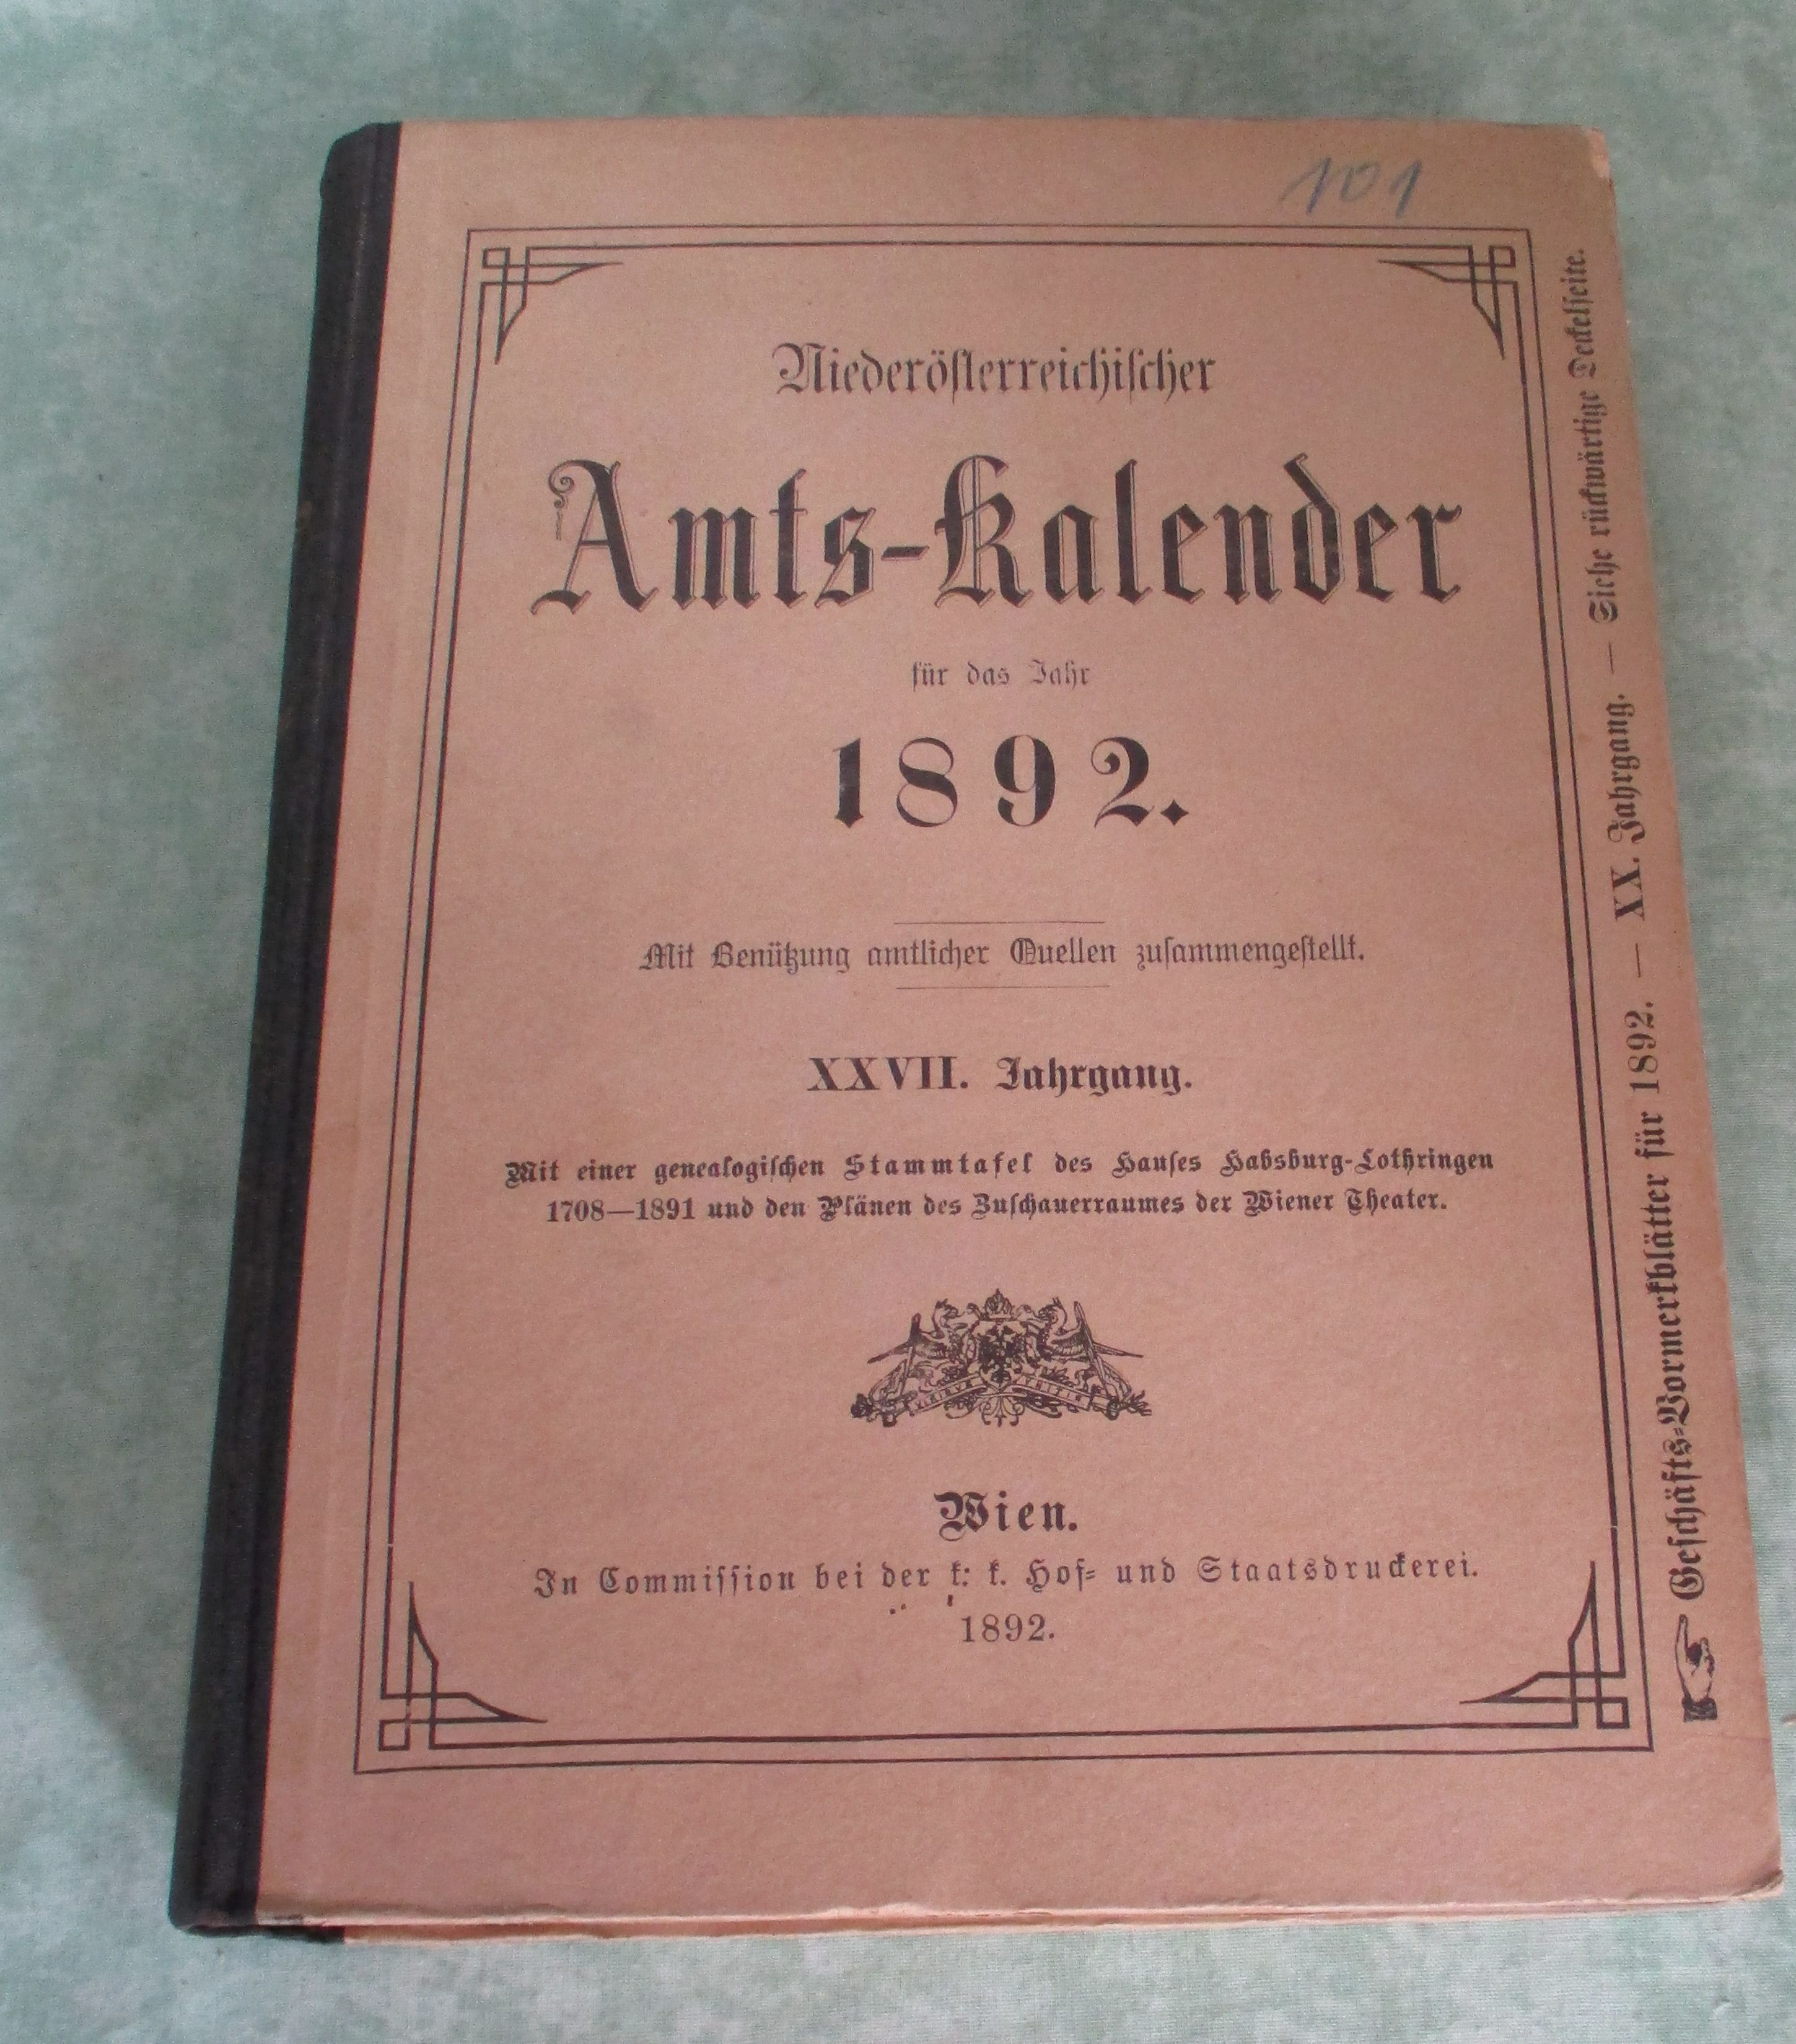 101
Niederösterreichischer
Amts-Kalender
für das Jahr
1892.
Mit Benützung amtlicher Quellen zusammengestellt.
XXVII. Jahrgang.
Mit einer genealogischen Stammtafel des Hauses Habsburg-Lothringen
1708—1891 und den Plänen des Zuschauerraumes der Wiener Theater.
VIRIBUS UNITIS
Wien.
In Commission bei der k. k. Hof- und Staatsdruckerei.
1892.
Geschäfts-Vormerkblätter für 1892. — XX. Jahrgang. — Siehe rückwärtige Deckelseite.